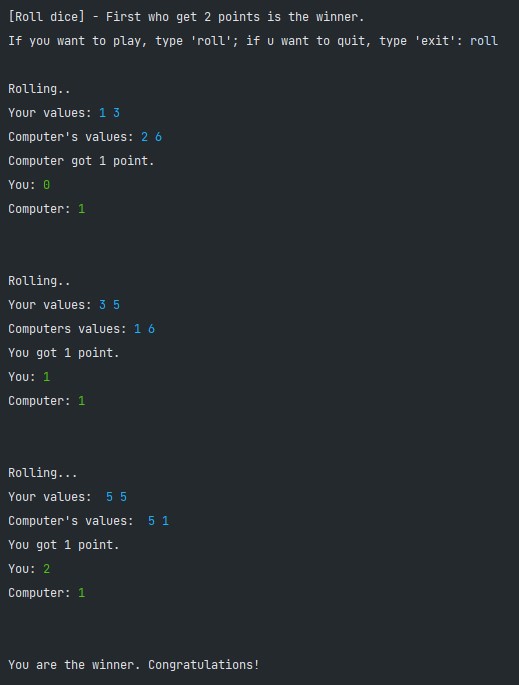 [Roll dice] - First who get 2 points is the winner.
If you want to play, type 'roll'; if u want to quit, type 'exit': roll
Rolling..
Your values: 1 3
Computer's values: 2 6
Computer got 1 point.
You: 0
Computer: 1
Rolling..
Your values: 3 5
Computers values: 1 6
You got 1 point.
You: 1
Computer: 1
Rolling...
Your values:  5 5
Computer's values:  5 1
You got 1 point.
You: 2
Computer: 1
You are the winner. Congratulations!